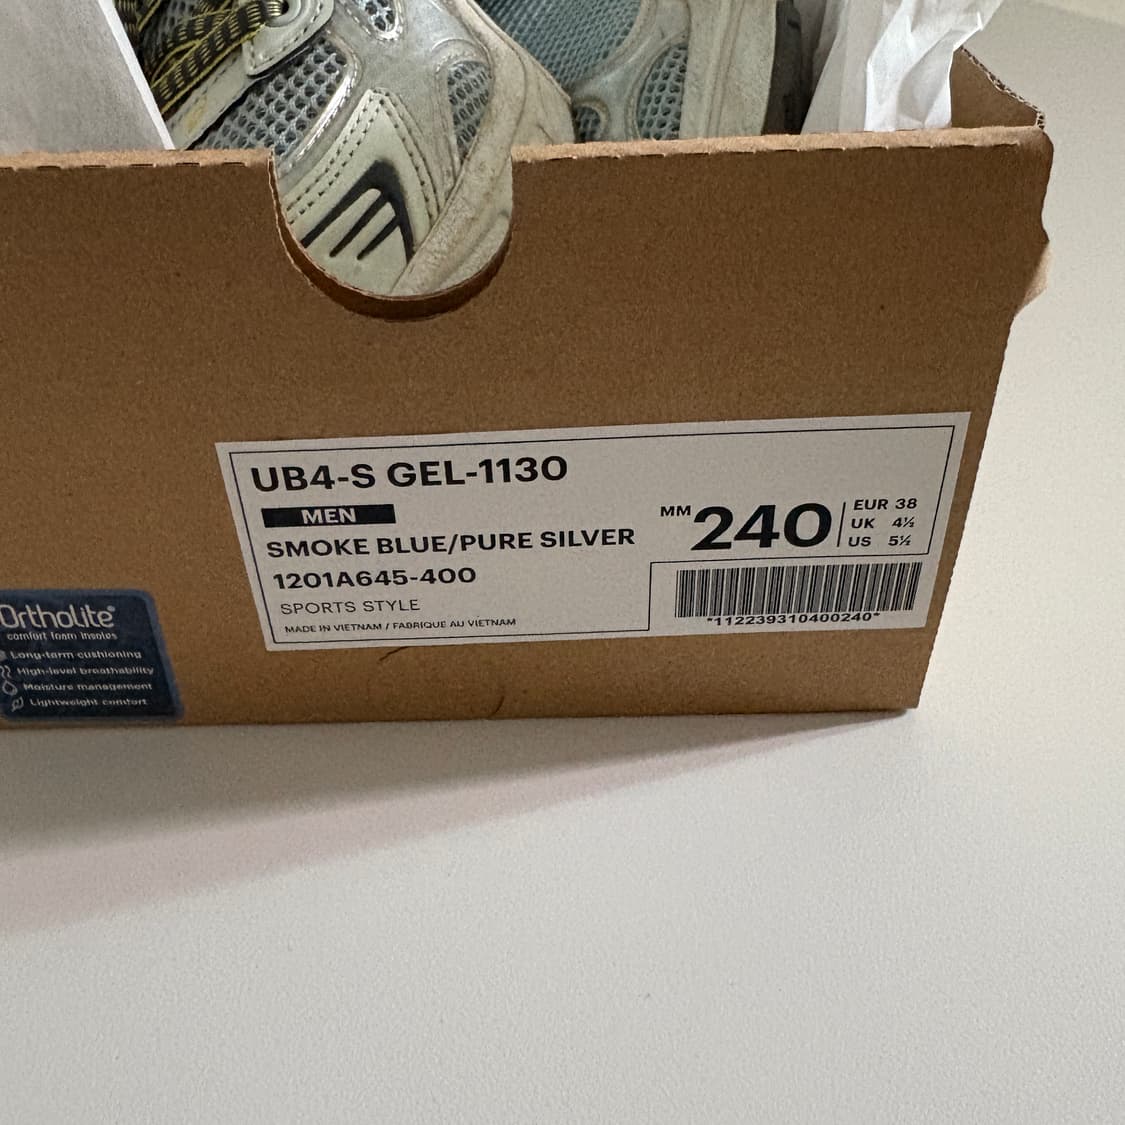 UB4-S GEL-1130
MEN
SMOKE BLUE/PURE SILVER
1201A645-400
SPORTS STYLE
MADE IN VIETNAM / FABRIQUE AU VIETNAM
MM 240
EUR 38
UK 4½
US 5½
*112239310400240*
OrthoLite®
comfort foam insoles
Long-term cushioning
High-level breathability
Moisture management
Lightweight comfort